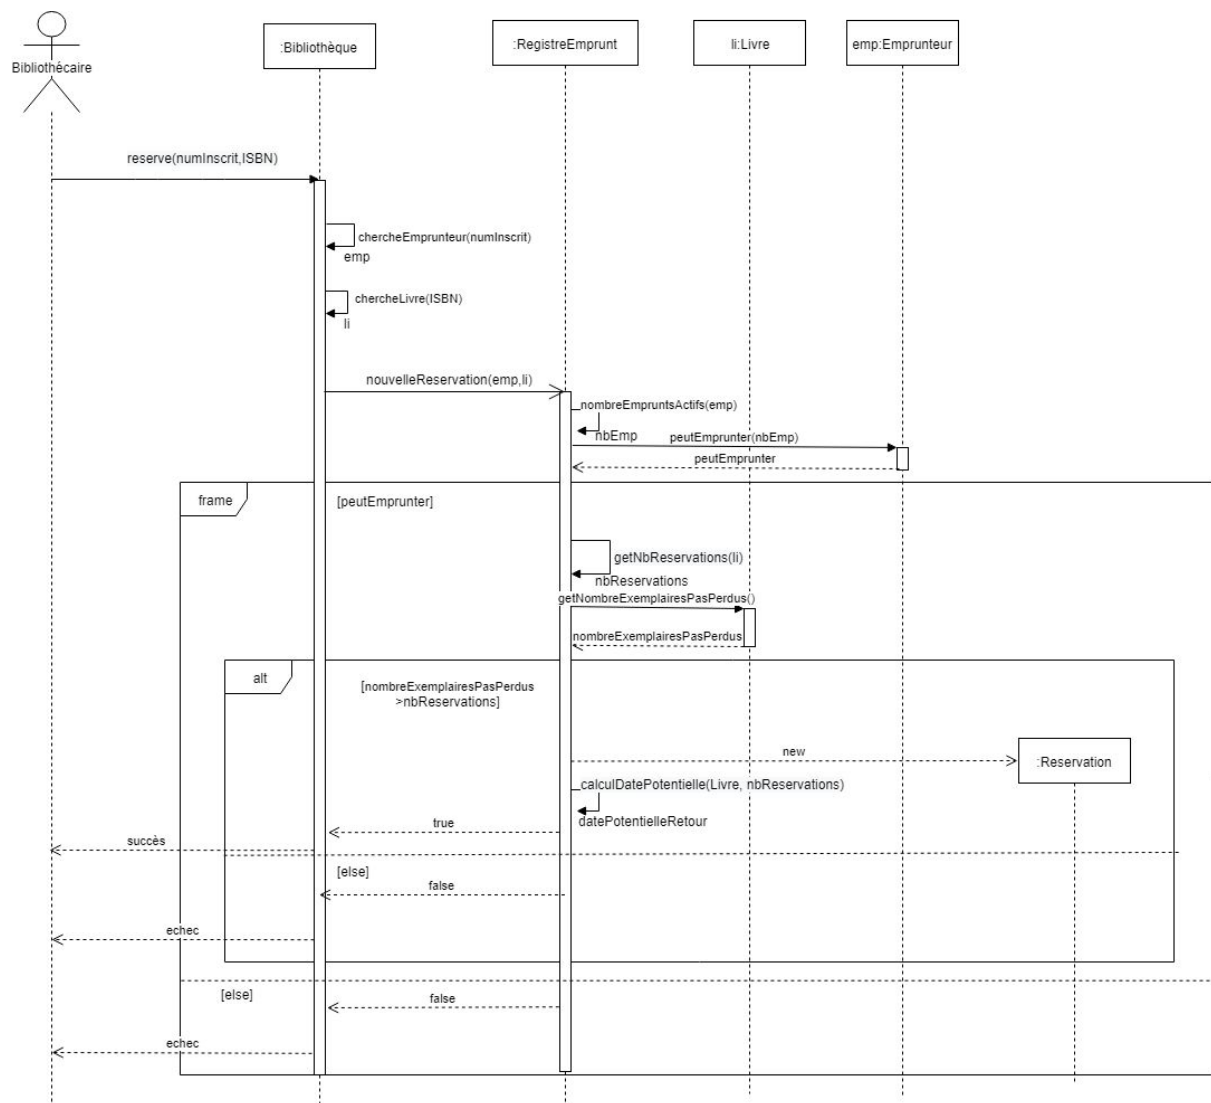 Bibliothécaire
:Bibliothèque
:RegistreEmprunt
li:Livre
emp:Emprunteur
reserve(numInscrit,ISBN)
chercheEmprunteur(numInscrit)
emp
chercheLivre(ISBN)
li
nouvelleReservation(emp,li)
nombreEmpruntsActifs(emp)
nbEmp
peutEmprunter(nbEmp)
peutEmprunter
frame
[peutEmprunter]
getNbReservations(li)
nbReservations
getNombreExemplairesPasPerdus()
nombreExemplairesPasPerdus
alt
[nombreExemplairesPasPerdus
>nbReservations]
new
:Reservation
calculDatePotentielle(Livre, nbReservations)
datePotentielleRetour
true
succès
[else]
false
echec
[else]
false
echec